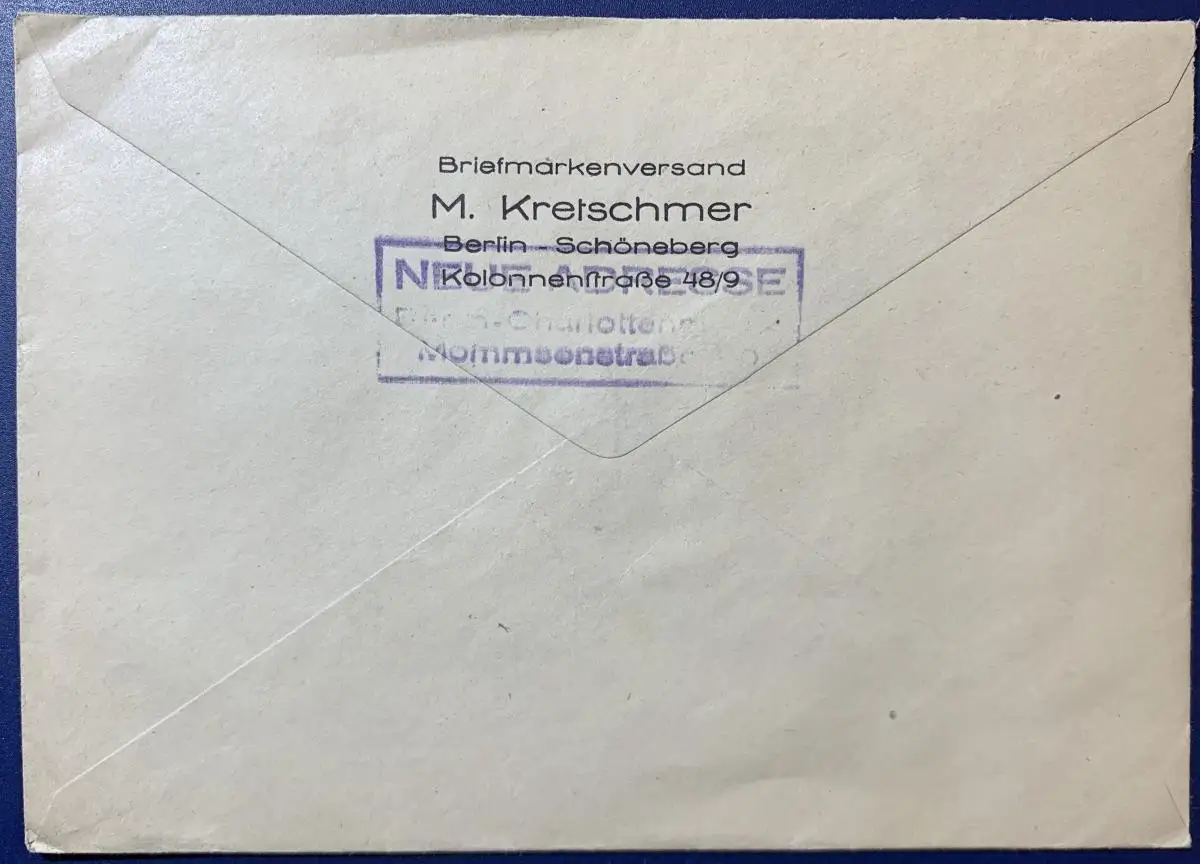 Briefmarkenversand
M. Kretschmer
Berlin - Schöneberg
Kolonnenstraße 48/9
NEUE ADRESSE
Mommsenstraße